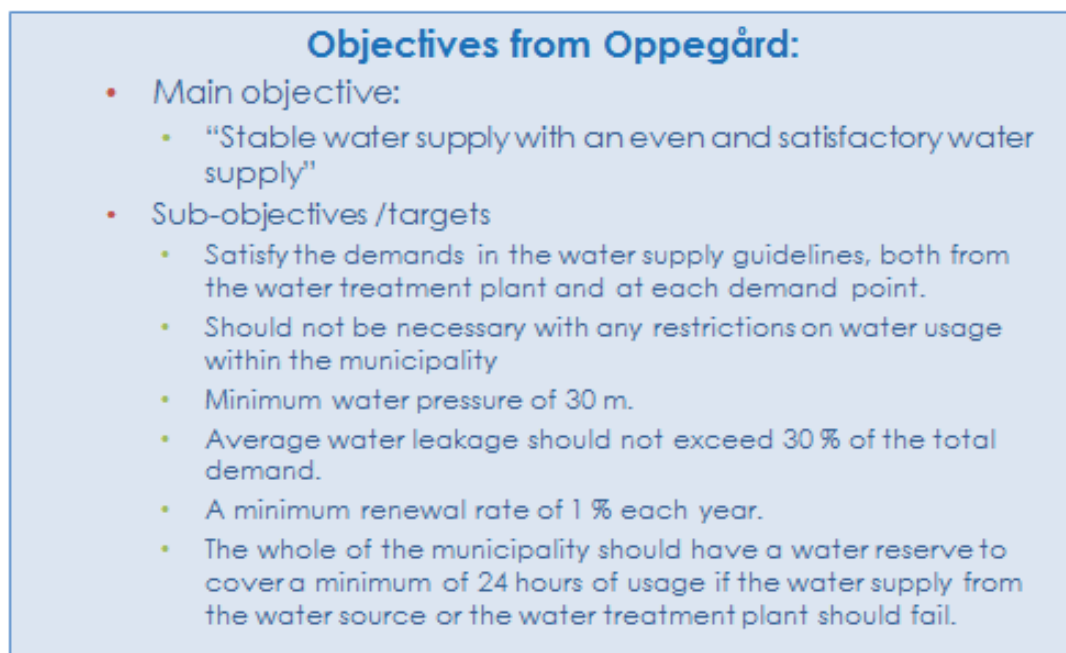 Objectives from Oppegård:
• Main objective:
• “Stable water supply with an even and satisfactory water
supply”
• Sub-objectives /targets
• Satisfy the demands in the water supply guidelines, both from
the water treatment plant and at each demand point.
• Should not be necessary with any restrictions on water usage
within the municipality
• Minimum water pressure of 30 m.
• Average water leakage should not exceed 30 % of the total
demand.
• A minimum renewal rate of 1 % each year.
• The whole of the municipality should have a water reserve to
cover a minimum of 24 hours of usage if the water supply from
the water source or the water treatment plant should fail.